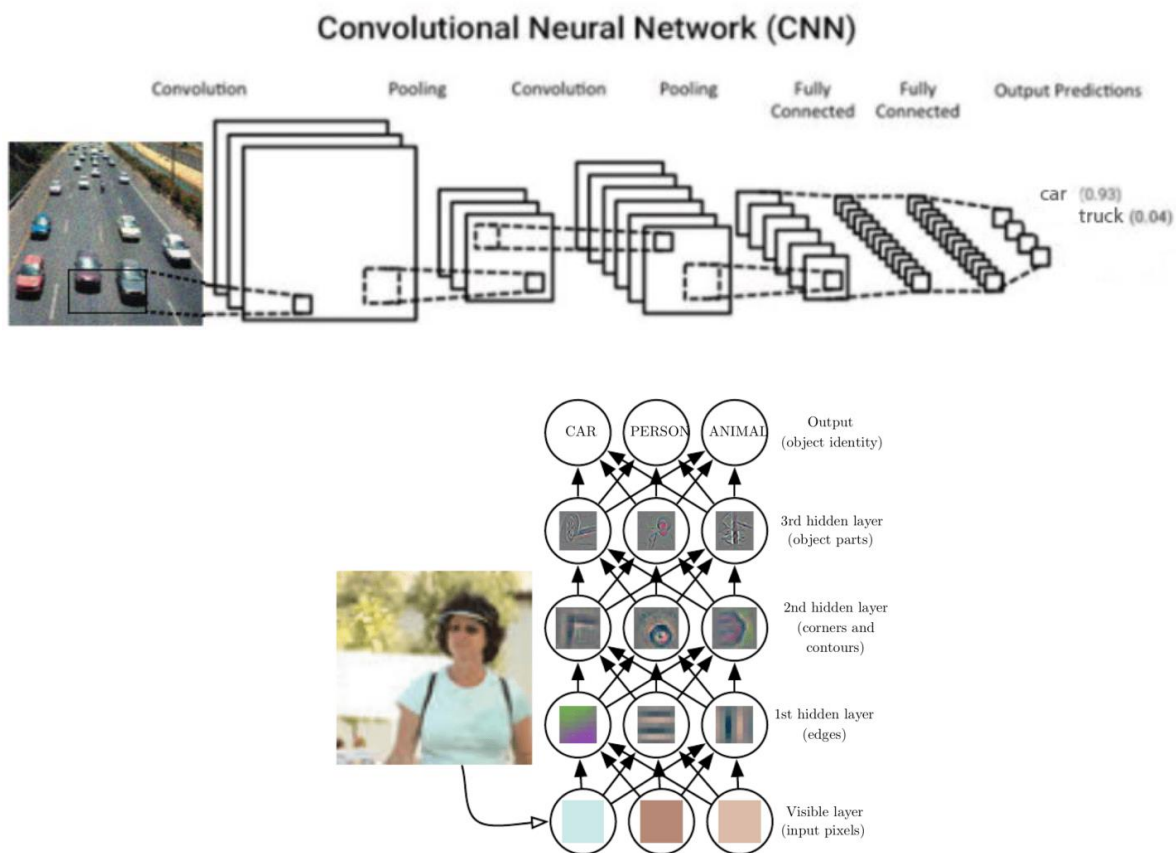 Convolutional Neural Network (CNN)
Convolution
Pooling
Convolution
Pooling
Fully
Connected
Fully
Connected
Output Predictions
car (0.93)
truck (0.04)
CAR
PERSON
ANIMAL
Output
(object identity)
3rd hidden layer
(object parts)
2nd hidden layer
(corners and
contours)
1st hidden layer
(edges)
Visible layer
(input pixels)